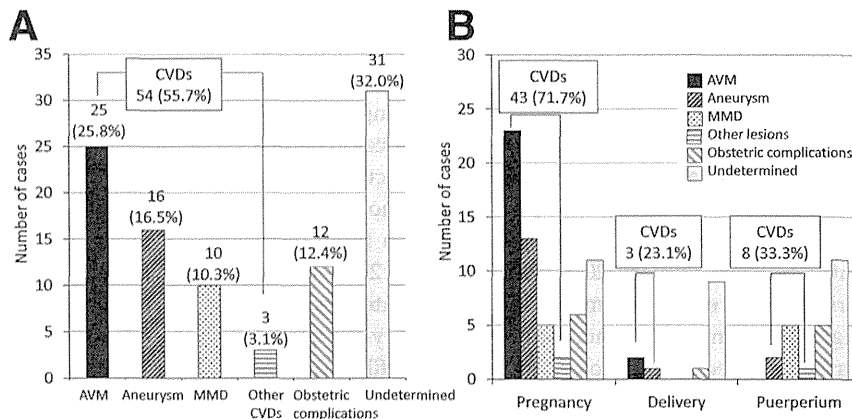 A
Number of cases
35
30
25
20
15
10
5
0
CVDs
54 (55.7%)
25
(25.8%)
16
(16.5%)
10
(10.3%)
3
(3.1%)
12
(12.4%)
31
(32.0%)
AVM Aneurysm MMD Other CVDs Obstetric complications Undetermined
B
Number of cases
30
25
20
15
10
5
0
CVDs
43 (71.7%)
CVDs
3 (23.1%)
CVDs
8 (33.3%)
AVM
Aneurysm
MMD
Other lesions
Obstetric complications
Undetermined
Pregnancy Delivery Puerperium